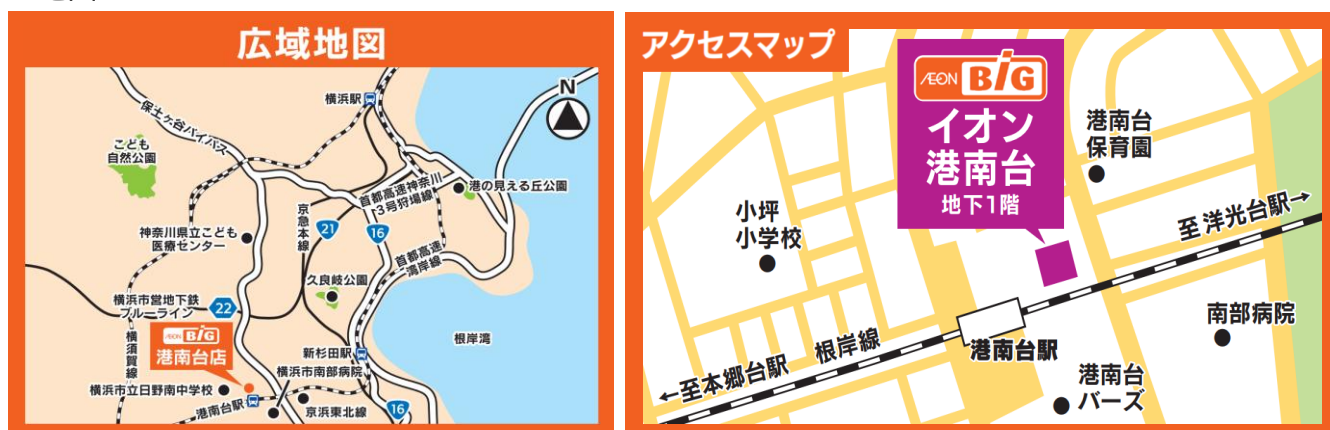 広域地図
N
横浜駅
保土ヶ谷バイパス
こども
自然公園
港の見える丘公園
首都高速神奈川
3号狩場線
京急本線
21
16
神奈川県立こども
医療センター
首都高速
湾岸線
久良岐公園
横浜市営地下鉄
ブルーライン
22
横須賀線
ÆON BiG
港南台店
新杉田駅
根岸湾
横浜市南部病院
横浜市立日野南中学校
港南台駅
京浜東北線
16
アクセスマップ
ÆON BiG
イオン
港南台
地下1階
港南台
保育園
小坪
小学校
至洋光台駅→
南部病院
港南台駅
根岸線
←至本郷台駅
港南台
バーズ